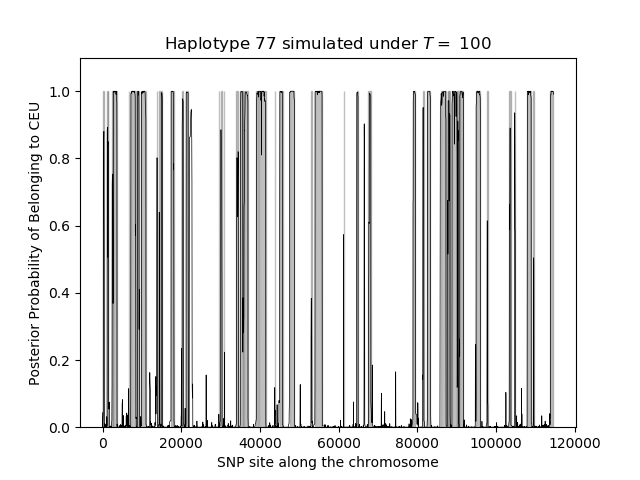 Haplotype 77 simulated under T = 100
Posterior Probability of Belonging to CEU
1.0
0.8
0.6
0.4
0.2
0.0
0 20000 40000 60000 80000 100000 120000
SNP site along the chromosome